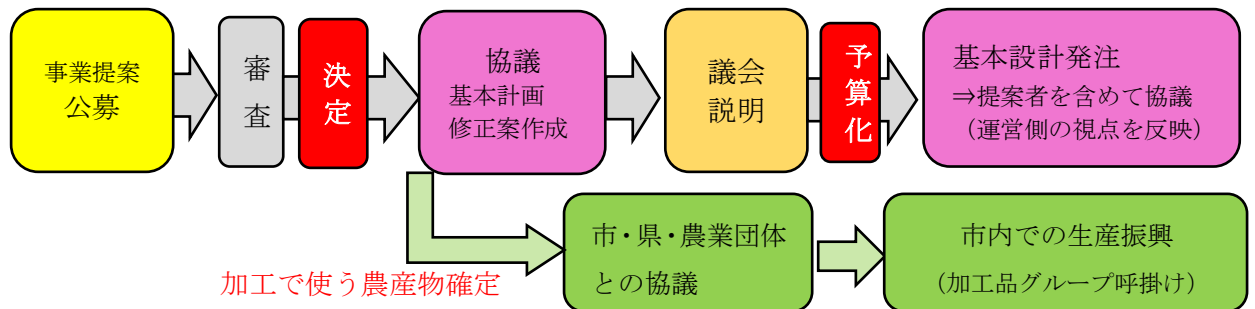 事業提案
公募
審査
決定
協議
基本計画
修正案作成
議会
説明
予算化
基本設計発注
⇒提案者を含めて協議
（運営側の視点を反映）
加工で使う農産物確定
市・県・農業団体
との協議
市内での生産振興
（加工品グループ呼掛け）